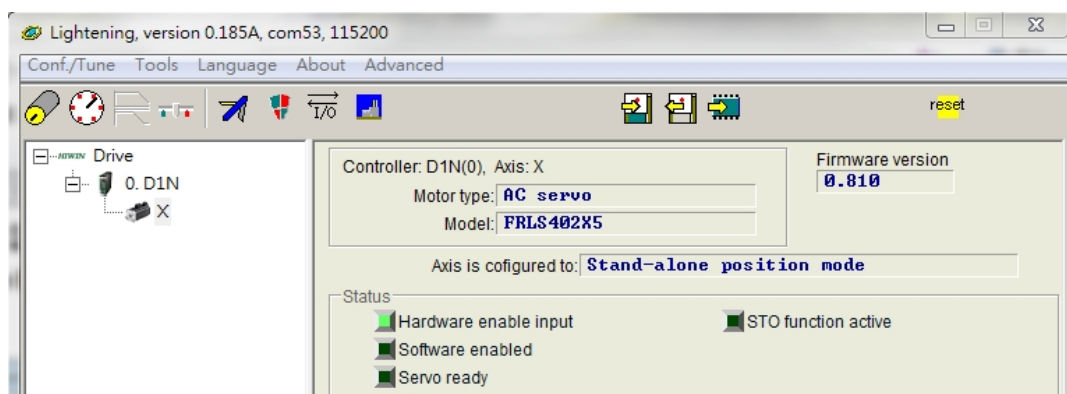 Lightening, version 0.185A, com53, 115200
Conf./Tune Tools Language About Advanced
I/O reset
HIWIN Drive
0. D1N
X
Controller: D1N(0), Axis: X
Motor type: AC servo
Model: FRLS402X5
Firmware version
0.810
Axis is cofigured to: Stand-alone position mode
Status
Hardware enable input
STO function active
Software enabled
Servo ready